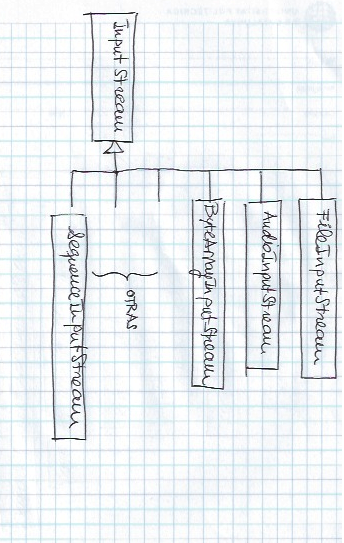 InputStream
FileInputStream
AudioInputStream
ByteArrayInputStream
OTRAS
SequenceInputStream